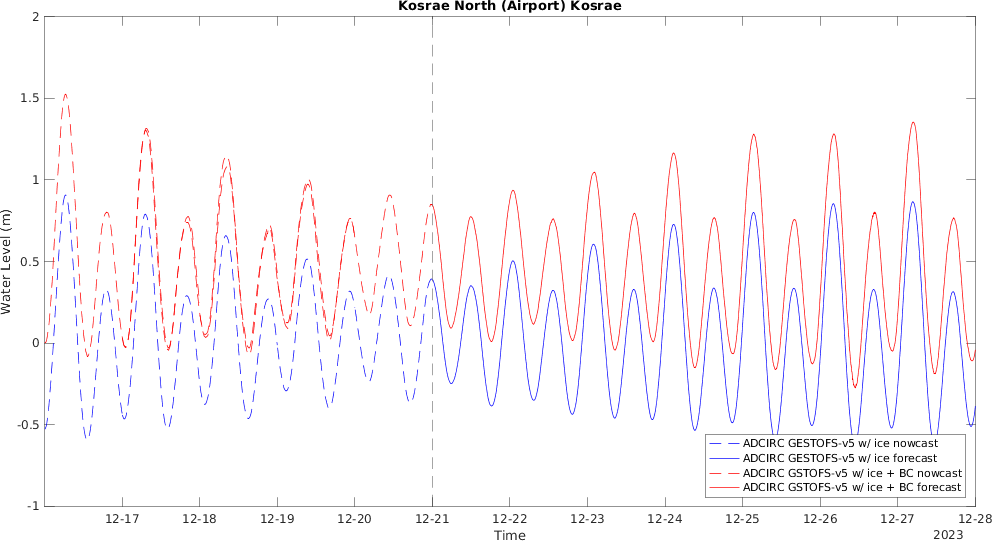 Kosrae North (Airport) Kosrae
2
1.5
1
0.5
0
-0.5
-1
Water Level (m)
ADCIRC GESTOFS-v5 w/ ice nowcast
ADCIRC GESTOFS-v5 w/ ice forecast
ADCIRC GSTOFS-v5 w/ ice + BC nowcast
ADCIRC GSTOFS-v5 w/ ice + BC forecast
12-17 12-18 12-19 12-20 12-21 12-22 12-23 12-24 12-25 12-26 12-27 12-28
Time
2023